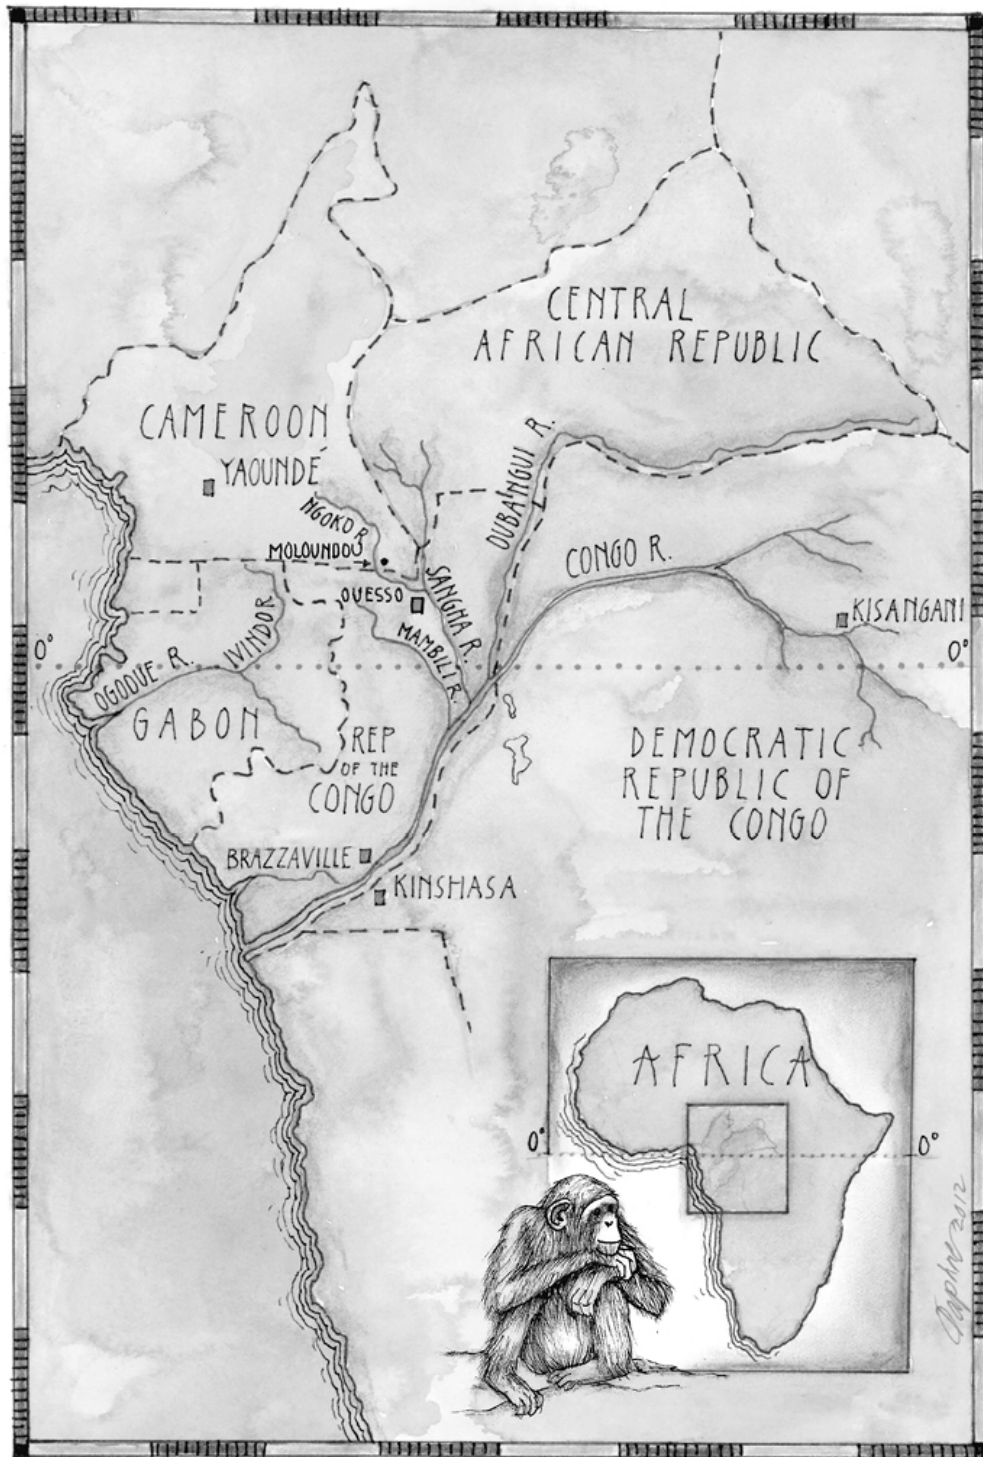 CENTRAL
AFRICAN REPUBLIC
CAMEROON
YAOUNDÉ
NGOKO R.
MOLOUNDOU
OUESSO
SANGHA R.
MAMBILI R.
OUBANGUI R.
CONGO R.
KISANGANI
0°
0°
OGODUE R.
IVINDO R.
GABON
REP
OF THE
CONGO
DEMOCRATIC
REPUBLIC OF
THE CONGO
BRAZZAVILLE
KINSHASA
AFRICA
0°
0°
2012